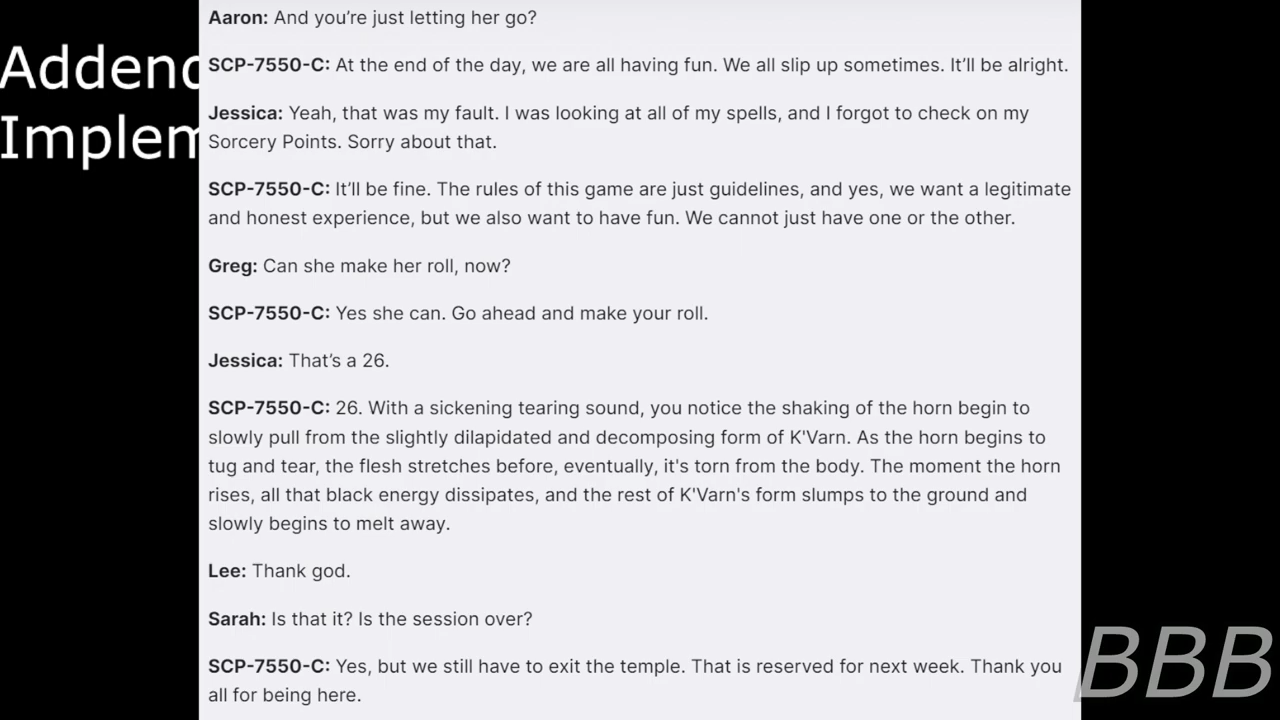 Addend
Implem
Aaron: And you’re just letting her go?
SCP-7550-C: At the end of the day, we are all having fun. We all slip up sometimes. It’ll be alright.
Jessica: Yeah, that was my fault. I was looking at all of my spells, and I forgot to check on my
Sorcery Points. Sorry about that.
SCP-7550-C: It’ll be fine. The rules of this game are just guidelines, and yes, we want a legitimate
and honest experience, but we also want to have fun. We cannot just have one or the other.
Greg: Can she make her roll, now?
SCP-7550-C: Yes she can. Go ahead and make your roll.
Jessica: That’s a 26.
SCP-7550-C: 26. With a sickening tearing sound, you notice the shaking of the horn begin to
slowly pull from the slightly dilapidated and decomposing form of K'Varn. As the horn begins to
tug and tear, the flesh stretches before, eventually, it's torn from the body. The moment the horn
rises, all that black energy dissipates, and the rest of K'Varn's form slumps to the ground and
slowly begins to melt away.
Lee: Thank god.
Sarah: Is that it? Is the session over?
SCP-7550-C: Yes, but we still have to exit the temple. That is reserved for next week. Thank you
all for being here.
BBB